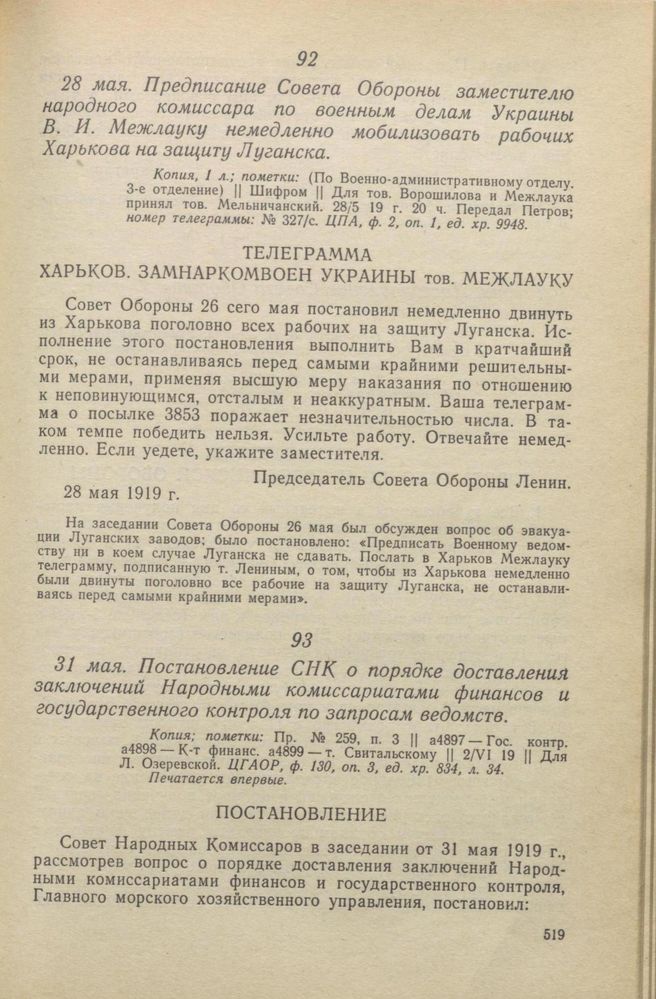 92
28 мая. Предписание Совета Обороны заместителю
народного комиссара по военным делам Украины
В. И. Межлауку немедленно мобилизовать рабочих
Харькова на защиту Луганска.
Копия, 1 л.; пометки: (По Военно-административному отделу.
3-е отделение) || Шифром || Для тов. Ворошилова и Межлаука
принял тов. Мельничанский. 28/5 19 г. 20 ч. Передал Петров;
номер телеграммы: № 327/с. ЦПА, ф. 2, оп. 1, ед. хр. 9948.
ТЕЛЕГРАММА
ХАРЬКОВ. ЗАМНАРКОМВОЕН УКРАИНЫ тов. МЕЖЛАУКУ
Совет Обороны 26 сего мая постановил немедленно двинуть
из Харькова поголовно всех рабочих на защиту Луганска. Ис-
полнение этого постановления выполнить Вам в кратчайший
срок, не останавливаясь перед самыми крайними решительны-
ми мерами, применяя высшую меру наказания по отношению
к неповинующимся, отсталым и неаккуратным. Ваша телеграм-
ма о посылке 3853 поражает незначительностью числа. В та-
ком темпе победить нельзя. Усильте работу. Отвечайте немед-
ленно. Если уедете, укажите заместителя.
Председатель Совета Обороны Ленин.
28 мая 1919 г.
На заседании Совета Обороны 26 мая был обсужден вопрос об эвакуа-
ции Луганских заводов; было постановлено: «Предписать Военному ведом-
ству ни в коем случае Луганска не сдавать. Послать в Харьков Межлауку
телеграмму, подписанную т. Лениным, о том, чтобы из Харькова немедленно
были двинуты поголовно все рабочие на защиту Луганска, не останавли-
ваясь перед самыми крайними мерами».
93
31 мая. Постановление СНК о порядке доставления
заключений Народными комиссариатами финансов и
государственного контроля по запросам ведомств.
Копия; пометки: Пр. № 259, п. 3 || а4897 — Гос. контр.
а4898 — К-т финанс. а4899 — т. Свитальскому || 2/VI 19 || Для
Л. Озеревской. ЦГАОР, ф. 130, оп. 3, ед. хр. 834, л. 34.
Печатается впервые.
ПОСТАНОВЛЕНИЕ
Совет Народных Комиссаров в заседании от 31 мая 1919 г.,
рассмотрев вопрос о порядке доставления заключений Народ-
ными комиссариатами финансов и государственного контроля,
Главного морского хозяйственного управления, постановил:
519